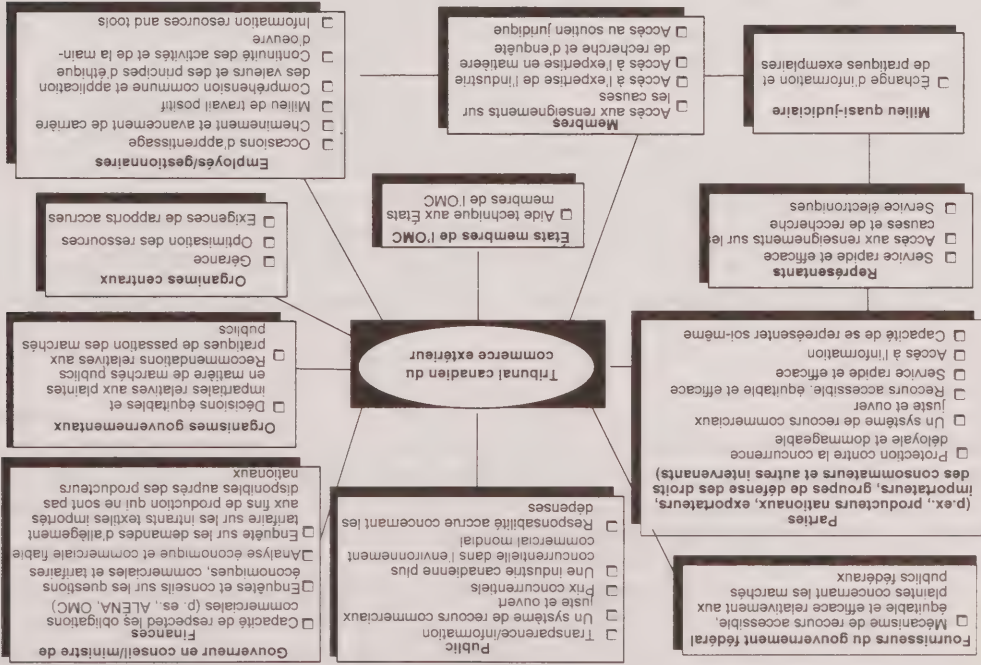 Fournisseurs du gouvernement fédéral
❑ Mécanisme de recours accessible,
équitable et efficace relativement aux
plaintes concernant les marchés
publics fédéraux
Public
❑ Transparence/information
❑ Un système de recours commerciaux
juste et ouvert
❑ Prix concurrentiels
❑ Une industrie canadienne plus
concurrentielle dans l'environnement
commercial mondial
❑ Responsabilité accrue concernant les
dépenses
Gouverneur en conseil/ministre de
Finances
❑ Capacité de respected les obligations
commerciales (p. es., ALÉNA, OMC)
❑ Enquêtes et conseils sur les questions
économiques, commerciales et tarifaires
❑ Analyse économique et commerciale fiable
❑ Enquête sur les demandes d'allégement
tarifaire sur les intrants textiles importés
aux fins de production qui ne sont pas
disponibles auprès des producteurs
nationaux
Parties
(p.ex., producteurs nationaux, exportateurs,
importateurs, groupes de défense des droits
des consommateurs et autres intervenants)
❑ Protection contre la concurrence
déloyale et dommageable
❑ Un système de recours commerciaux
juste et ouver
❑ Recours accessible, équitable et efficace
❑ Service rapide et efficace
❑ Accès à l'information
❑ Capacité de se représenter soi-même
Tribunal canadien du
commerce extérieur
Organismes gouvernementaux
❑ Décisions équitables et
impartiales relatives aux plaintes
en matière de marchés publics
❑ Recommendations relatives aux
pratiques de passation des marchés
publics
Représentants
❑ Service rapide et efficace
❑ Accès aux renseignements sur les
causes et de reccherche
❑ Service électroniques
États membres de l'OMC
❑ Aide technique aux États
membres de l'OMC
Organimes centraux
❑ Gérance
❑ Optimisation des ressources
❑ Exigences de rapports accrues
Milieu quasi-judiciaire
❑ Échange d'information et
de pratiques exemplaires
Membres
❑ Accès aux renseignements sur
les causes
❑ Accès à l'expertise de l'industrie
❑ Accès à l'expertise en matière
de recherche et d'enquête
❑ Accès au soutien juridique
Employés/gestionnaires
❑ Occasions d'apprentissage
❑ Cheminement et avancement de carrière
❑ Milieu de travail positif
❑ Compréhension commune et application
des valeurs et des principes d'éthique
❑ Continuité des activités et de la main-
d'oeuvre
❑ Information resources and tools